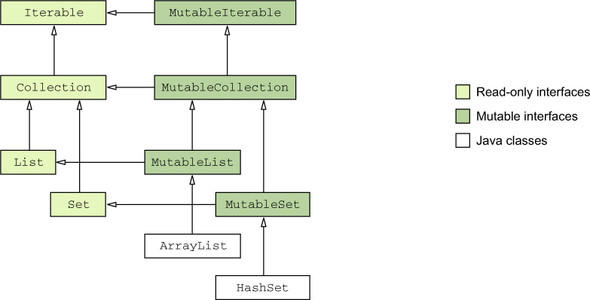 Iterable
MutableIterable
Collection
MutableCollection
Read-only interfaces
Mutable interfaces
Java classes
List
MutableList
Set
MutableSet
ArrayList
HashSet